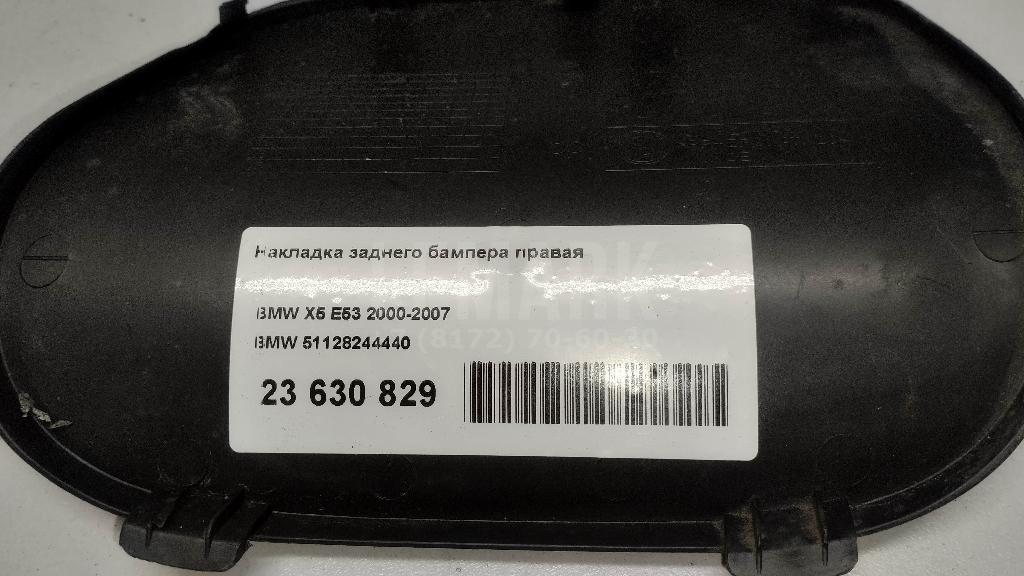 Накладка заднего бампера правая
BMW X5 E53 2000-2007
BMW 51128244440
23 630 829